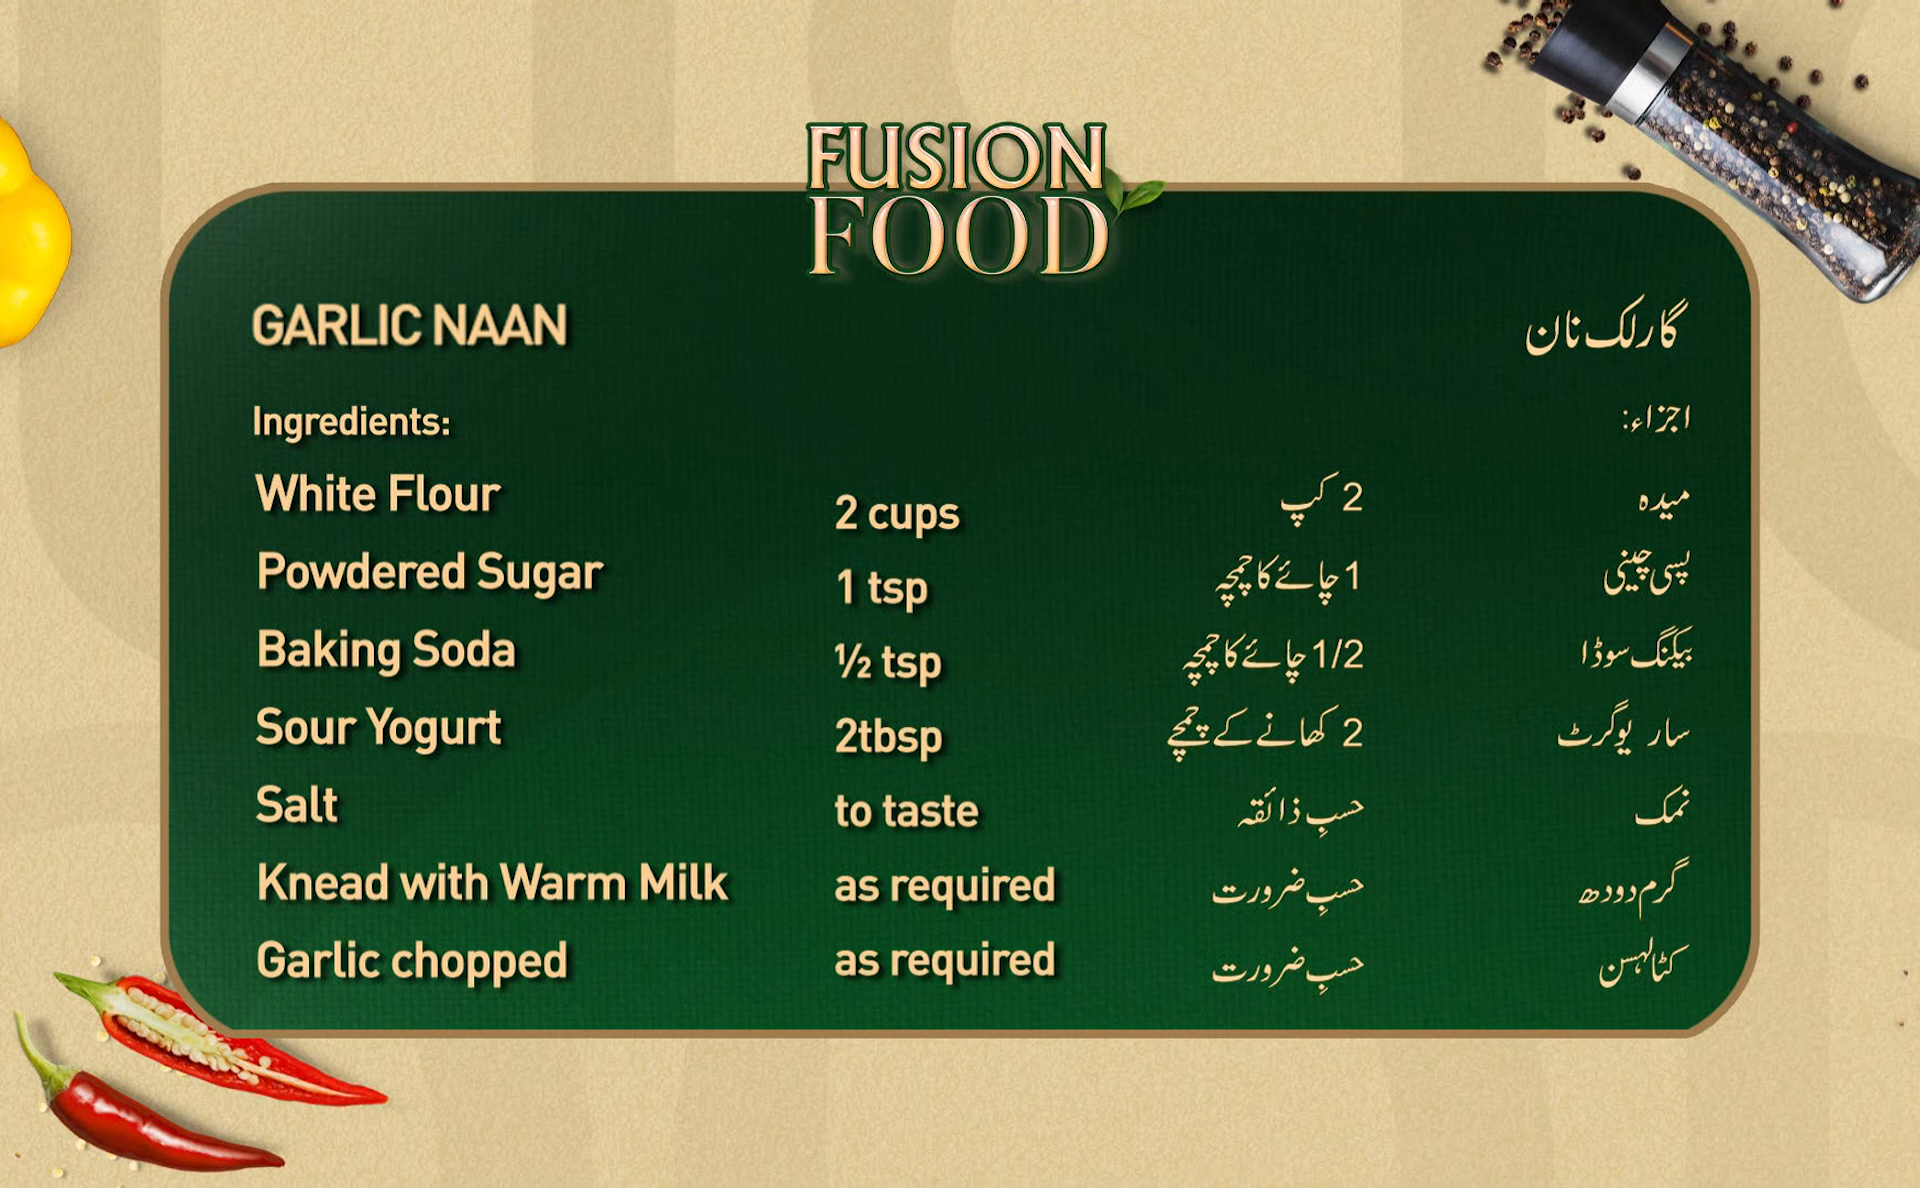 FUSION
FOOD
GARLIC NAAN گارلک نان
Ingredients: اجزاء:
White Flour 2 cups 2 کپ میدہ
Powdered Sugar 1 tsp 1 چائے کا چمچہ پسی چینی
Baking Soda ½ tsp 1/2 چائے کا چمچہ بیکنگ سوڈا
Sour Yogurt 2tbsp 2 کھانے کے چمچے سار یوگرٹ
Salt to taste حسبِ ذائقہ نمک
Knead with Warm Milk as required حسبِ ضرورت گرم دودھ
Garlic chopped as required حسبِ ضرورت کٹا لہسن